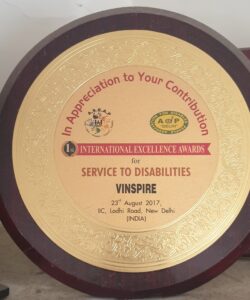 In Appreciation to Your Contribution
1st INTERNATIONAL EXCELLENCE AWARDS
for
SERVICE TO DISABILITIES
VINSPIRE
23rd August 2017,
IIC, Lodhi Road, New Delhi
(INDIA)